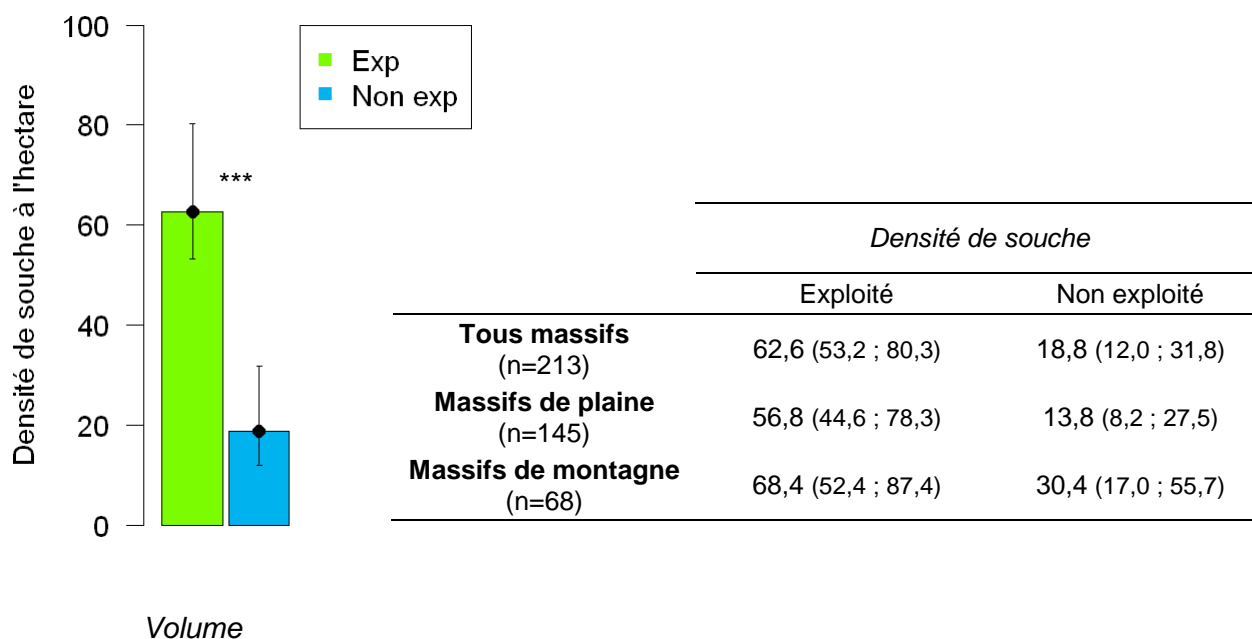 Densité de souche à l'hectare
100
80
60
40
20
0
Exp
Non exp
***
Volume
Densité de souche
Exploité Non exploité
Tous massifs
(n=213)
62,6 (53,2 ; 80,3) 18,8 (12,0 ; 31,8)
Massifs de plaine
(n=145)
56,8 (44,6 ; 78,3) 13,8 (8,2 ; 27,5)
Massifs de montagne
(n=68)
68,4 (52,4 ; 87,4) 30,4 (17,0 ; 55,7)